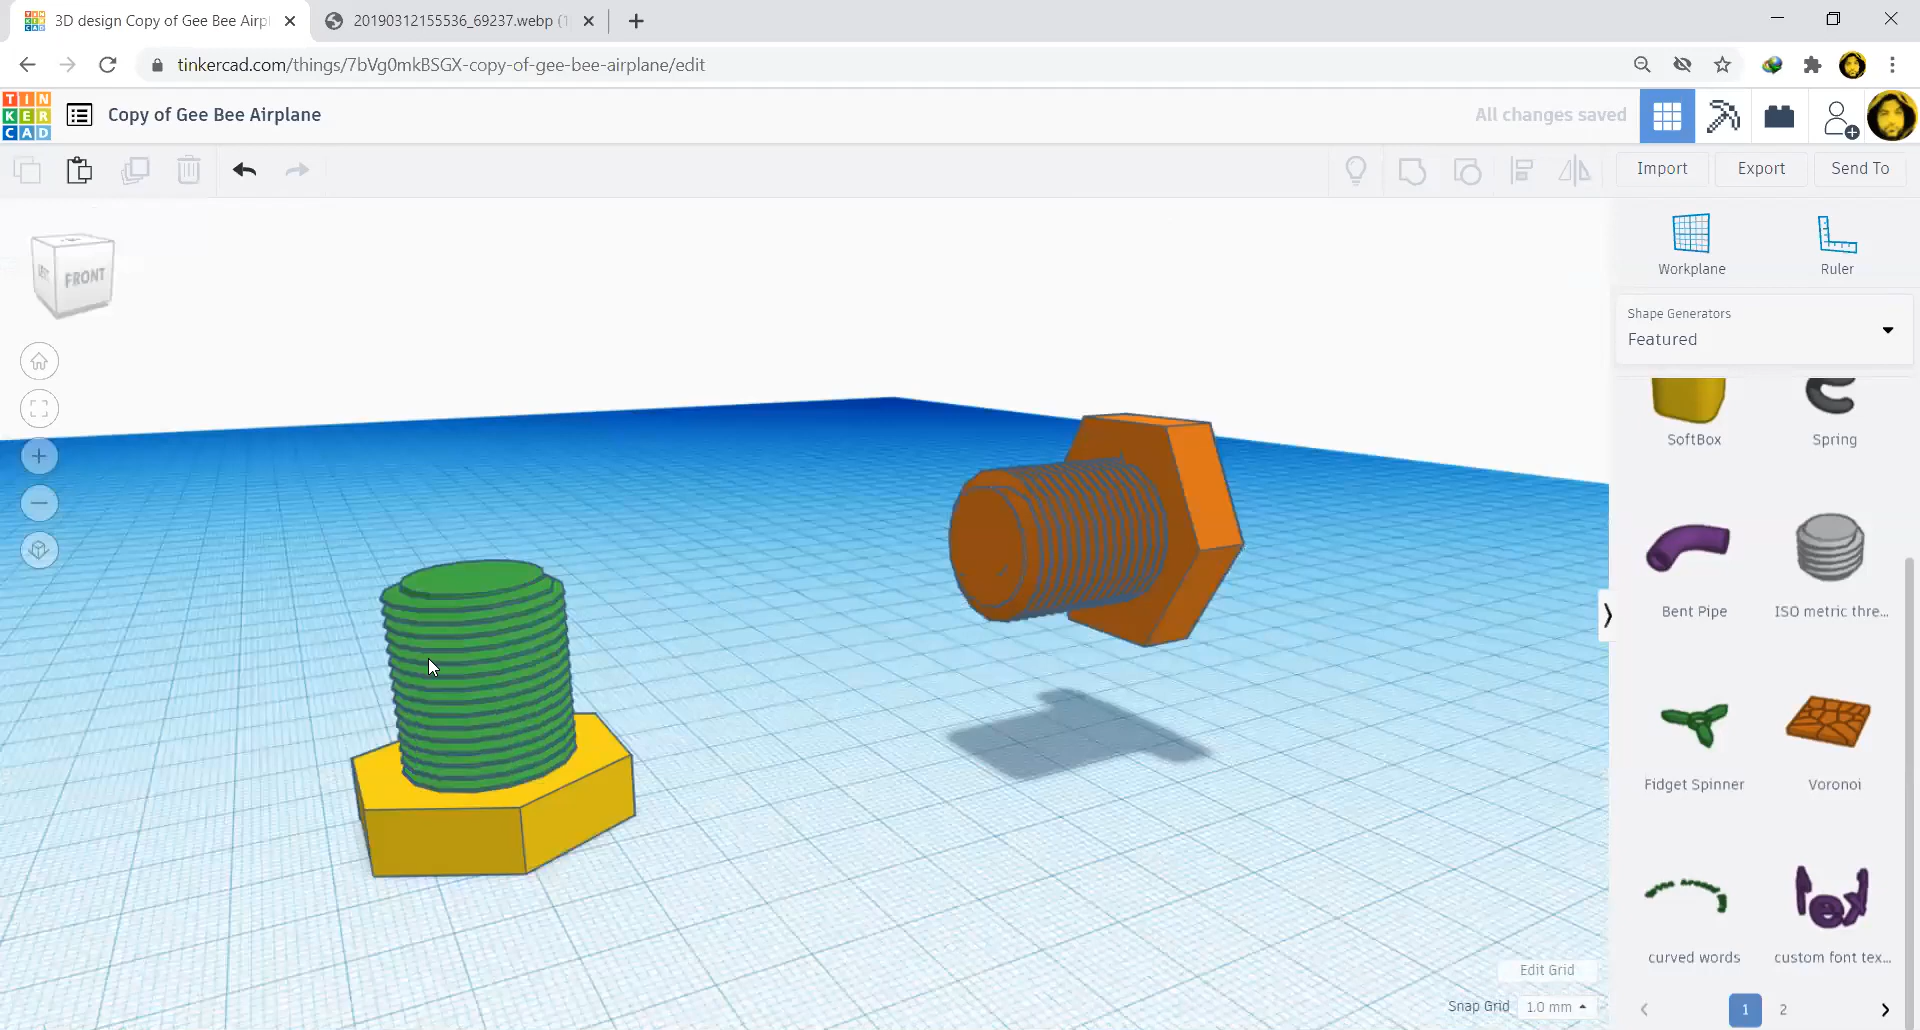 3D design Copy of Gee Bee Airpl
20190312155536_69237.webp (1
tinkercad.com/things/7bVg0mkBSGX-copy-of-gee-bee-airplane/edit
TIN
KER
CAD
Copy of Gee Bee Airplane
All changes saved
Import
Export
Send To
FRONT
LEFT
Workplane
Ruler
Shape Generators
Featured
SoftBox
Spring
Bent Pipe
ISO metric thre...
Fidget Spinner
Voronoi
curved words
custom font tex...
Edit Grid
Snap Grid 1.0 mm
1 2